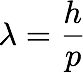 λ = h/p